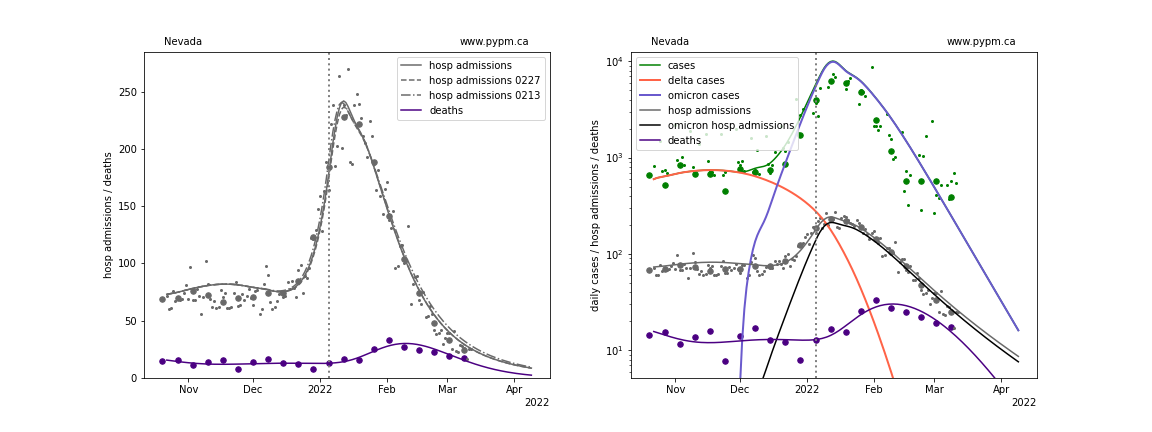 Nevada
www.pypm.ca
hosp admissions
hosp admissions 0227
hosp admissions 0213
deaths
hosp admissions / deaths
250
200
150
100
50
0
Nov
Dec
2022
Feb
Mar
Apr
2022
Nevada
www.pypm.ca
cases
delta cases
omicron cases
hosp admissions
omicron hosp admissions
deaths
daily cases / hosp admissions / deaths
10⁴
10³
10²
10¹
Nov
Dec
2022
Feb
Mar
Apr
2022